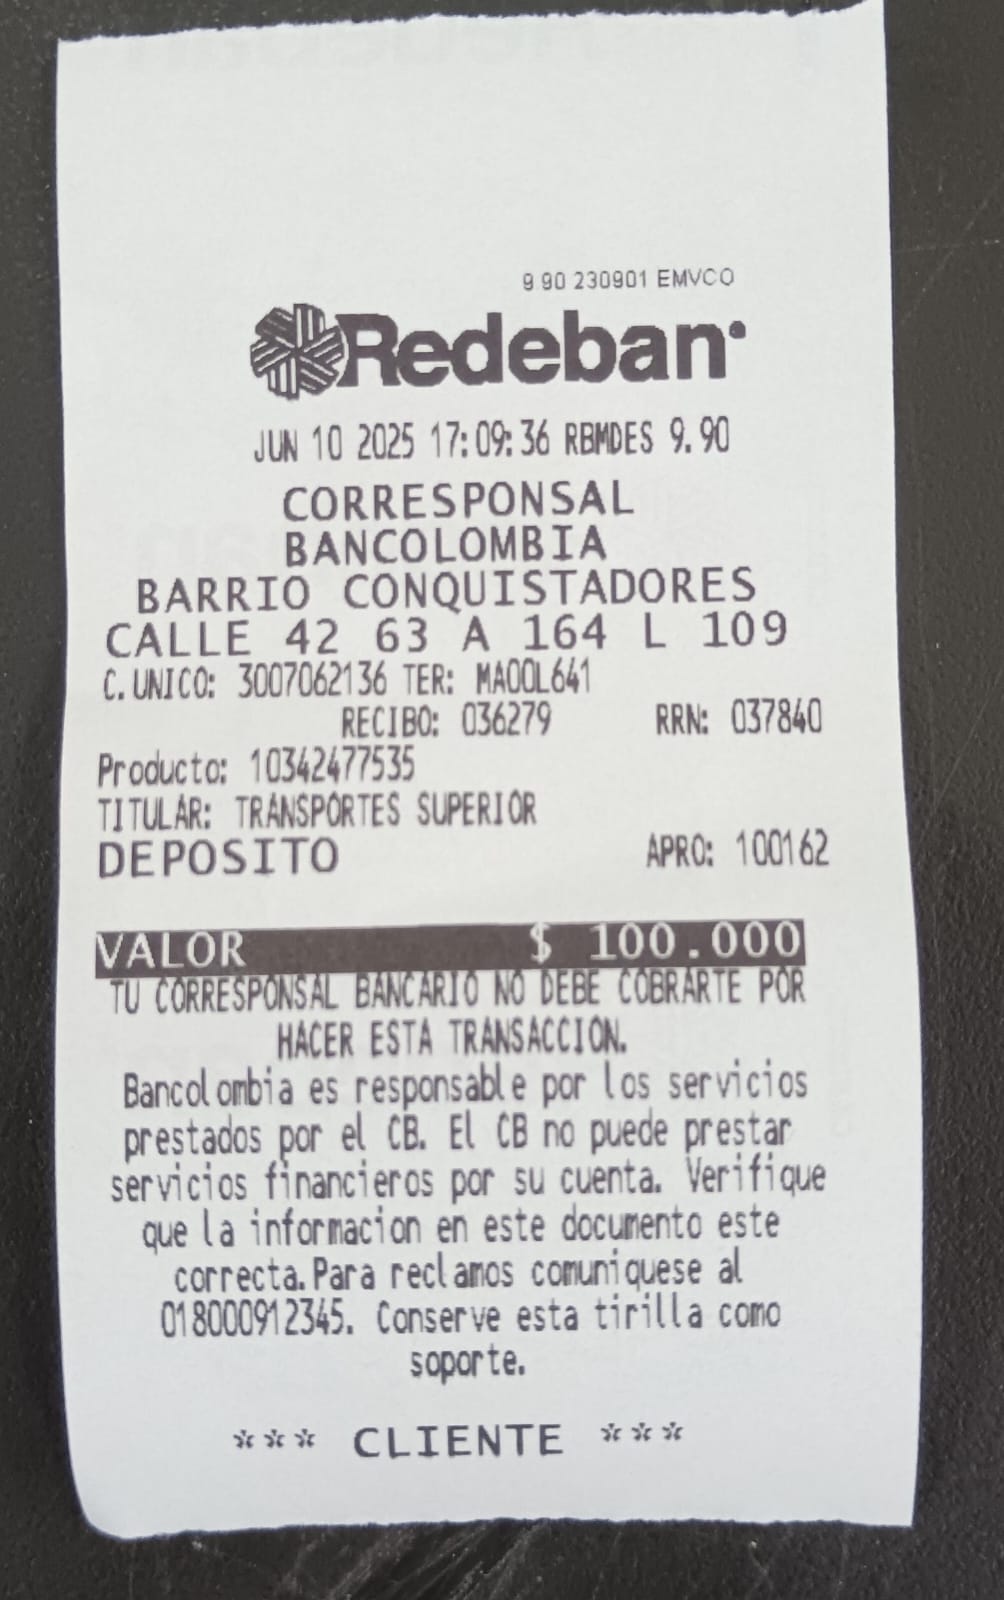 9 90 230901 EMVCO
Redeban
JUN 10 2025 17:09:36 RBMDES 9.90
CORRESPONSAL
BANCOLOMBIA
BARRIO CONQUISTADORES
CALLE 42 63 A 164 L 109
C. UNICO: 3007062136 TER: MAOOL641
RECIBO: 036279 RRN: 037840
Producto: 10342477535
TITULAR: TRANSPORTES SUPERIOR
DEPOSITO APRO: 100162
VALOR $ 100.000
TU CORRESPONSAL BANCARIO NO DEBE COBRARTE POR
HACER ESTA TRANSACCION.
Bancolombia es responsable por los servicios
prestados por el CB. El CB no puede prestar
servicios financieros por su cuenta. Verifique
que la informacion en este documento este
correcta. Para reclamos comuniquese al
018000912345. Conserve esta tirilla como
soporte.
*** CLIENTE ***